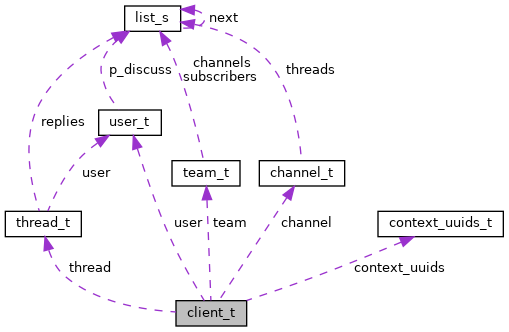 list_s
next
channels
subscribers
p_discuss
threads
replies
user_t
user
team_t
channel_t
thread_t
user
team
channel
context_uuids_t
thread
context_uuids
client_t